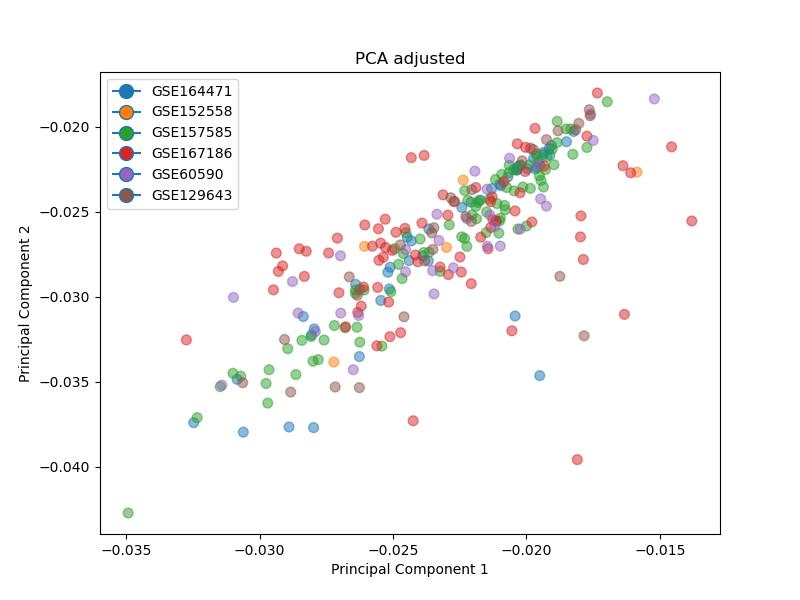 PCA adjusted
GSE164471
GSE152558
GSE157585
GSE167186
GSE60590
GSE129643
−0.020
−0.025
−0.030
−0.035
−0.040
Principal Component 2
−0.035
−0.030
−0.025
−0.020
−0.015
Principal Component 1